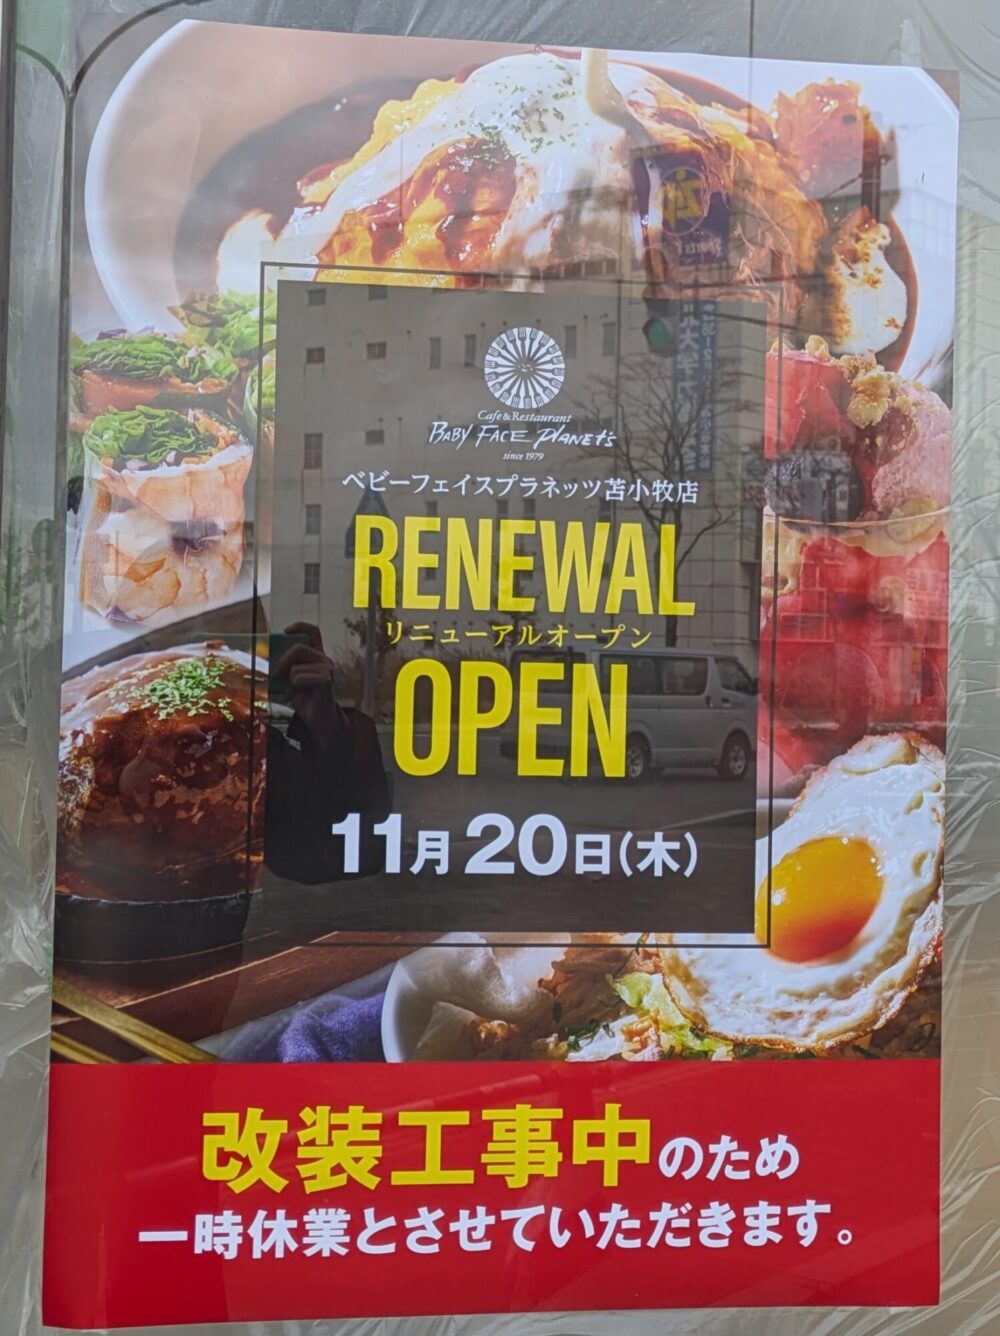 Cafe & Restaurant
BABY FACE PLANET'S
since 1979
ベビーフェイスプラネッツ苫小牧店
RENEWAL
リニューアルオープン
OPEN
11月20日(木)
改装工事中のため
一時休業とさせていただきます。